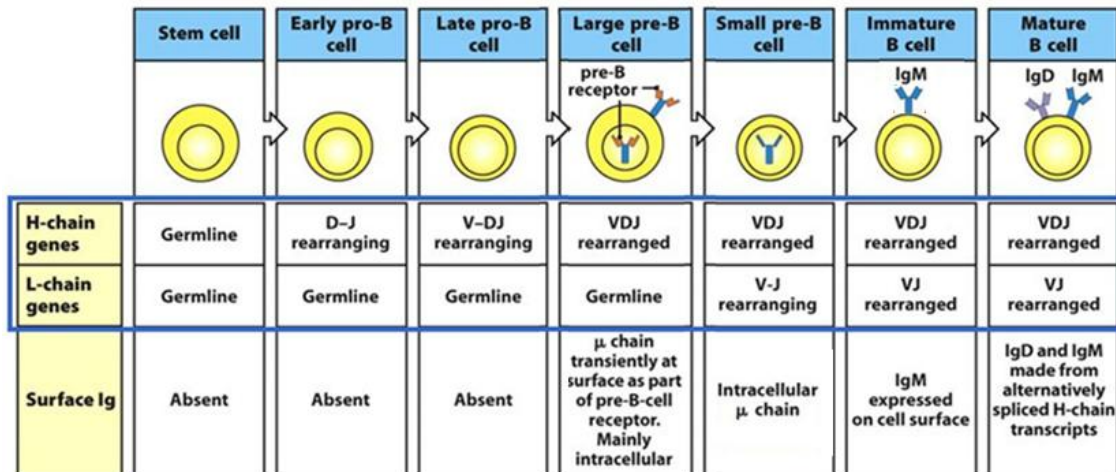 Stem cell
Early pro-B
cell
Late pro-B
cell
Large pre-B
cell
Small pre-B
cell
Immature
B cell
Mature
B cell
pre-B
receptor
IgM
IgD IgM
H-chain
genes
Germline
D–J
rearranging
V–DJ
rearranging
VDJ
rearranged
VDJ
rearranged
VDJ
rearranged
VDJ
rearranged
L-chain
genes
Germline
Germline
Germline
Germline
V-J
rearranging
VJ
rearranged
VJ
rearranged
Surface Ig
Absent
Absent
Absent
μ chain
transiently at
surface as part
of pre-B-cell
receptor.
Mainly
intracellular
Intracellular
μ chain
IgM
expressed
on cell surface
IgD and IgM
made from
alternatively
spliced H-chain
transcripts